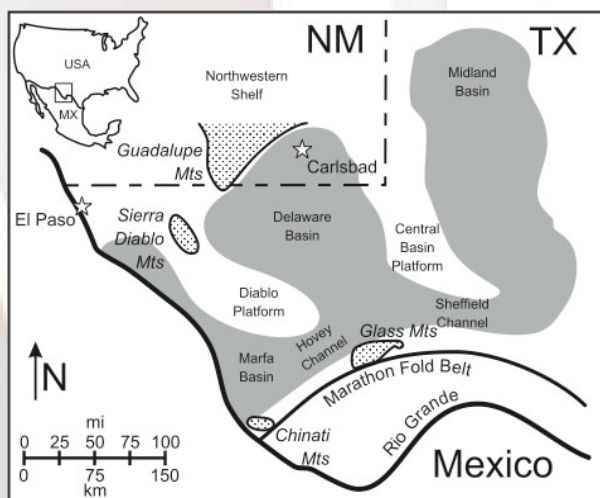 NM
TX
USA
MX
Northwestern
Shelf
Midland
Basin
Guadalupe
Mts
Carlsbad
El Paso
Sierra
Diablo
Mts
Delaware
Basin
Central
Basin
Platform
Diablo
Platform
Sheffield
Channel
Hovey
Channel
Glass Mts
Marfa
Basin
Marathon Fold Belt
N
Rio Grande
Chinati
Mts
Mexico
mi
0 25 50 75 100
0 75 150
km